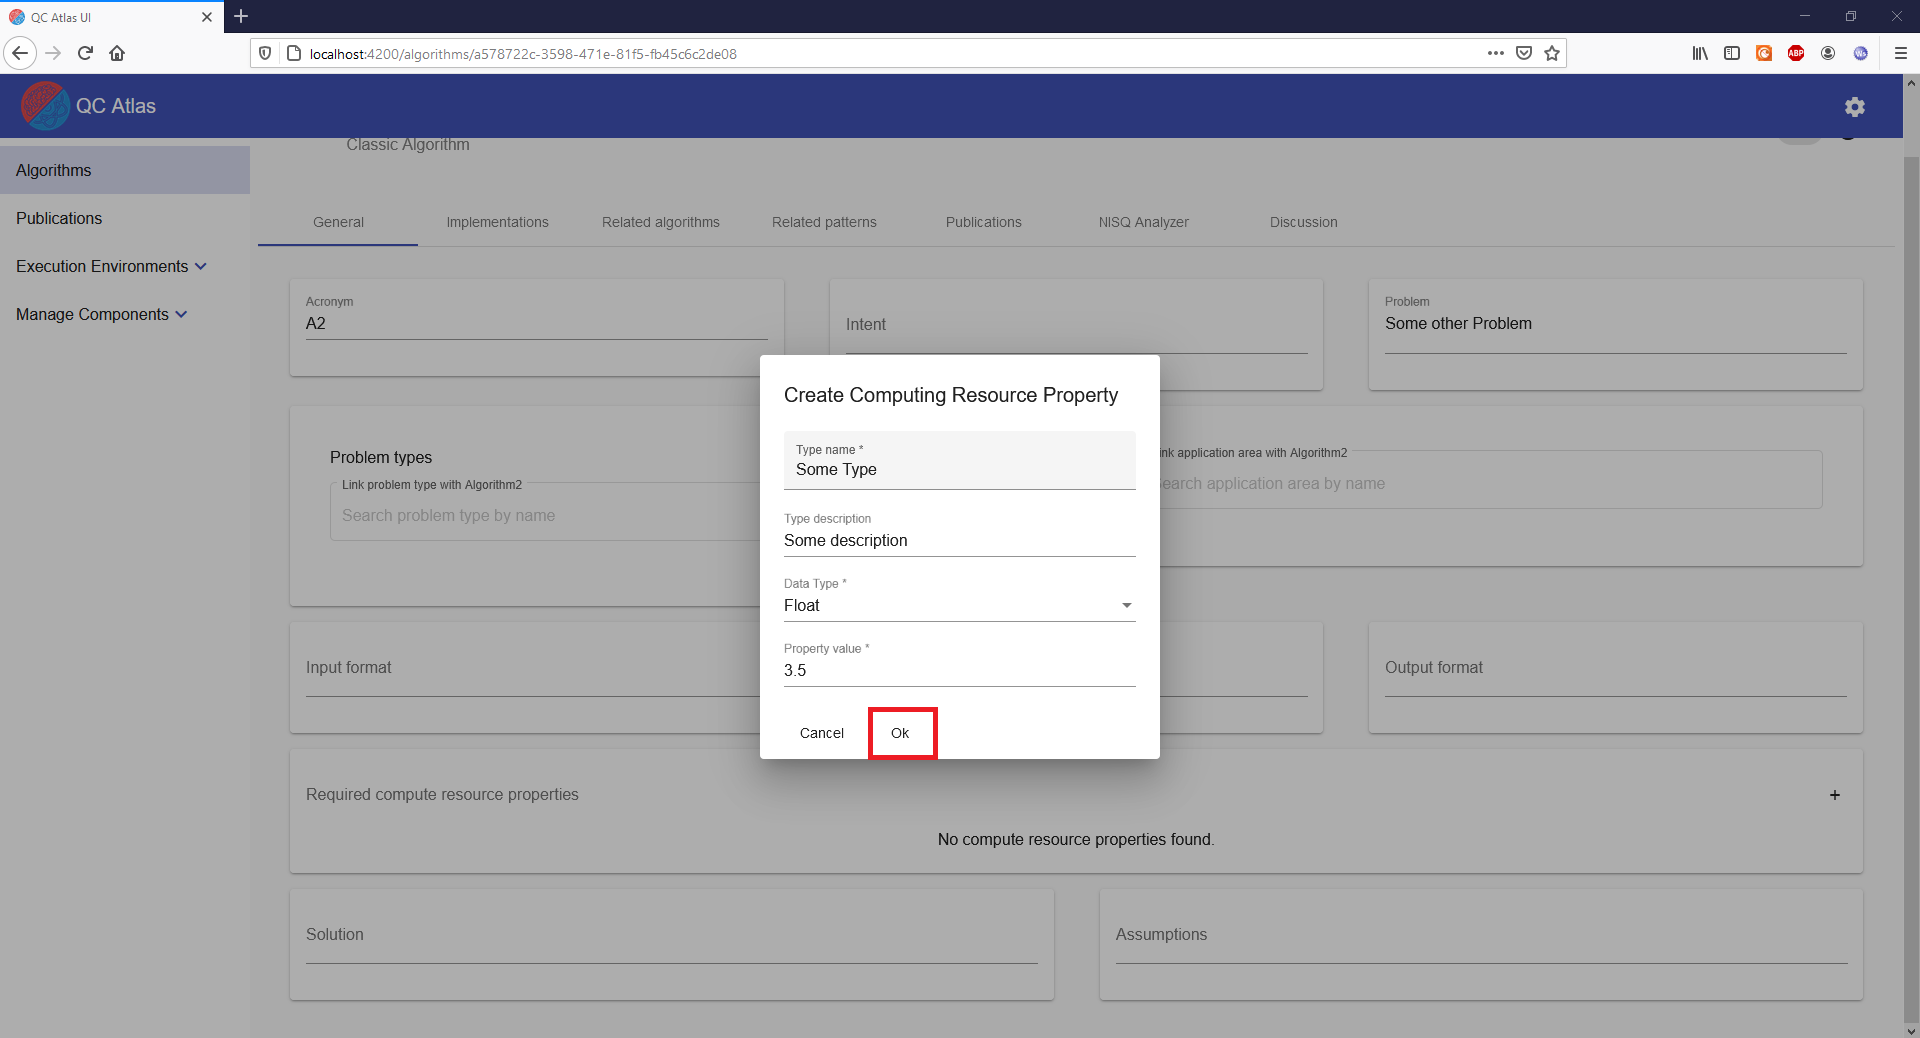 QC Atlas UI
localhost:4200/algorithms/a578722c-3598-471e-81f5-fb45c6c2de08
ABP
QC Atlas
Classic Algorithm
Algorithms
Publications
Execution Environments
Manage Components
General
Implementations
Related algorithms
Related patterns
Publications
NISQ Analyzer
Discussion
Acronym
A2
Intent
Problem
Some other Problem
Problem types
Link problem type with Algorithm2
Search problem type by name
ink application area with Algorithm2
earch application area by name
Create Computing Resource Property
Type name *
Some Type
Type description
Some description
Data Type *
Float
Property value *
3.5
Cancel
Ok
Input format
Output format
Required compute resource properties
+
No compute resource properties found.
Solution
Assumptions